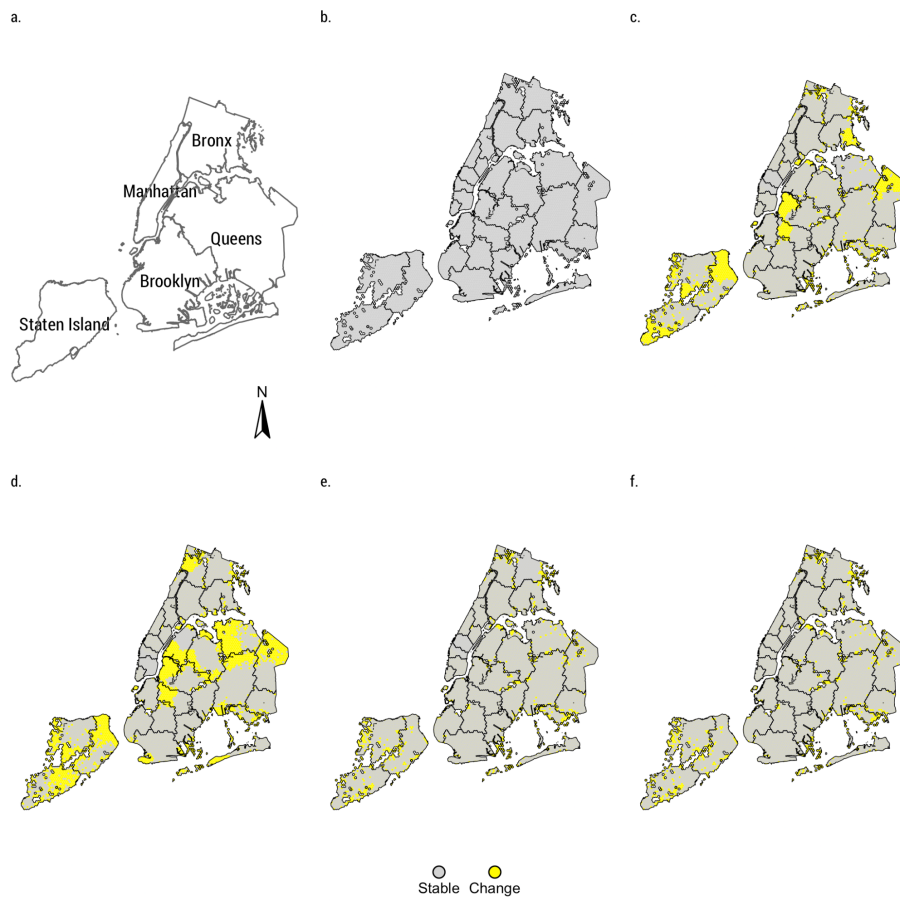 a.
b.
c.
Bronx
Manhattan
Queens
Brooklyn
Staten Island
N
d.
e.
f.
Stable Change